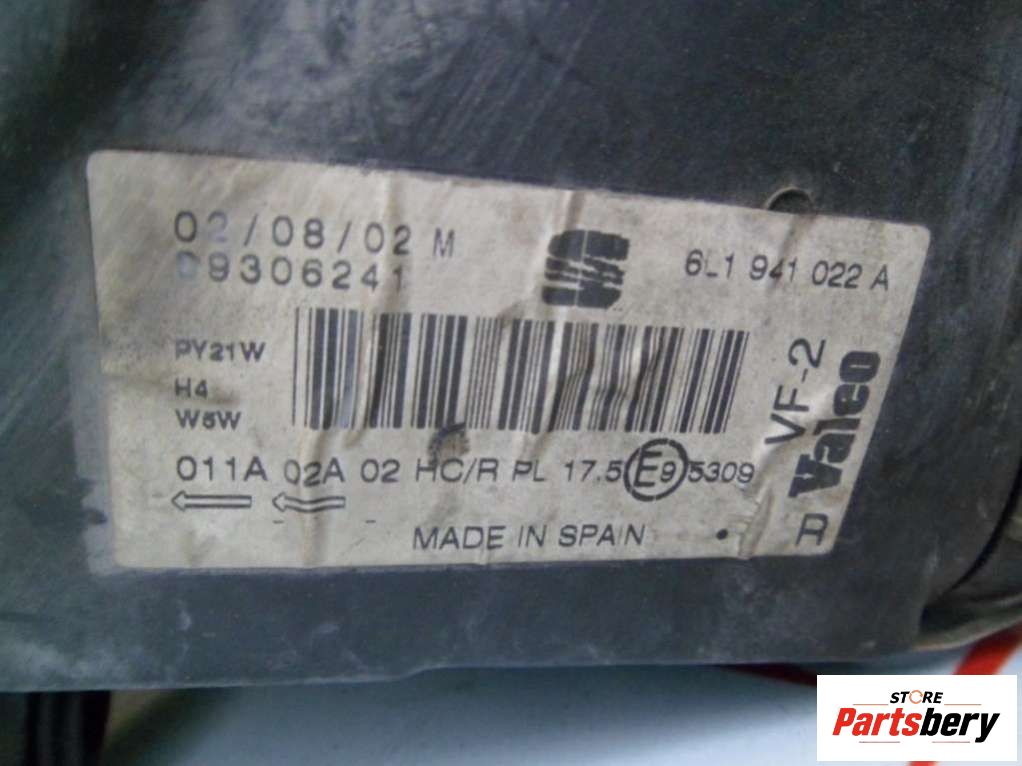 02/08/02 M
89306241
6L1 941 022 A
PY21W
H4
W5W
VF-2
Valeo
D
011A 02A 02 HC/R PL 17.5 E9 5309
MADE IN SPAIN
STORE
Partsbery